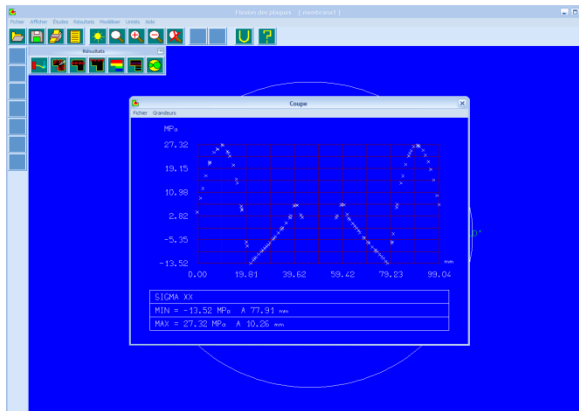 Flexion des plaques [ membrane7 ]
Fichier Afficher Études Résultats Modéliser Unités Aide
Résultats
Coupe
Fichier Grandeurs
MPa
27.32
19.15
10.98
2.82
-5.35
-13.52
mm
0.00 19.81 39.62 59.42 79.23 99.04
SIGMA XX
MIN = -13.52 MPa A 77.91 mm
MAX = 27.32 MPa A 10.26 mm